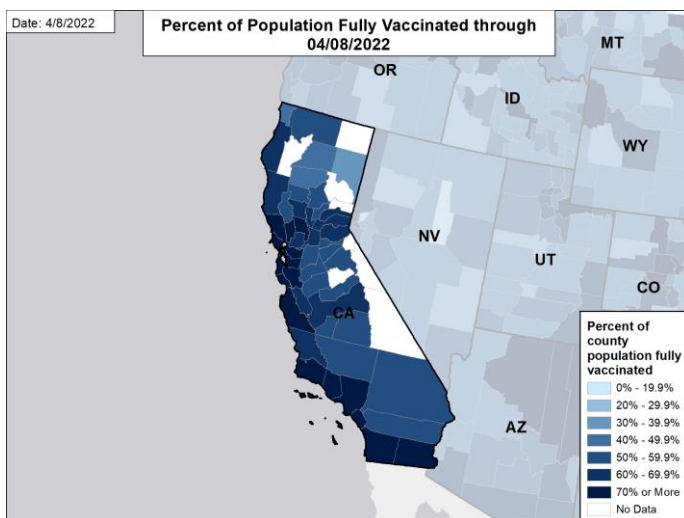 Date: 4/8/2022
Percent of Population Fully Vaccinated through
04/08/2022
MT
OR
ID
WY
NV
UT
CO
CA
AZ
Percent of
county
population fully
vaccinated
0% - 19.9%
20% - 29.9%
30% - 39.9%
40% - 49.9%
50% - 59.9%
60% - 69.9%
70% or More
No Data